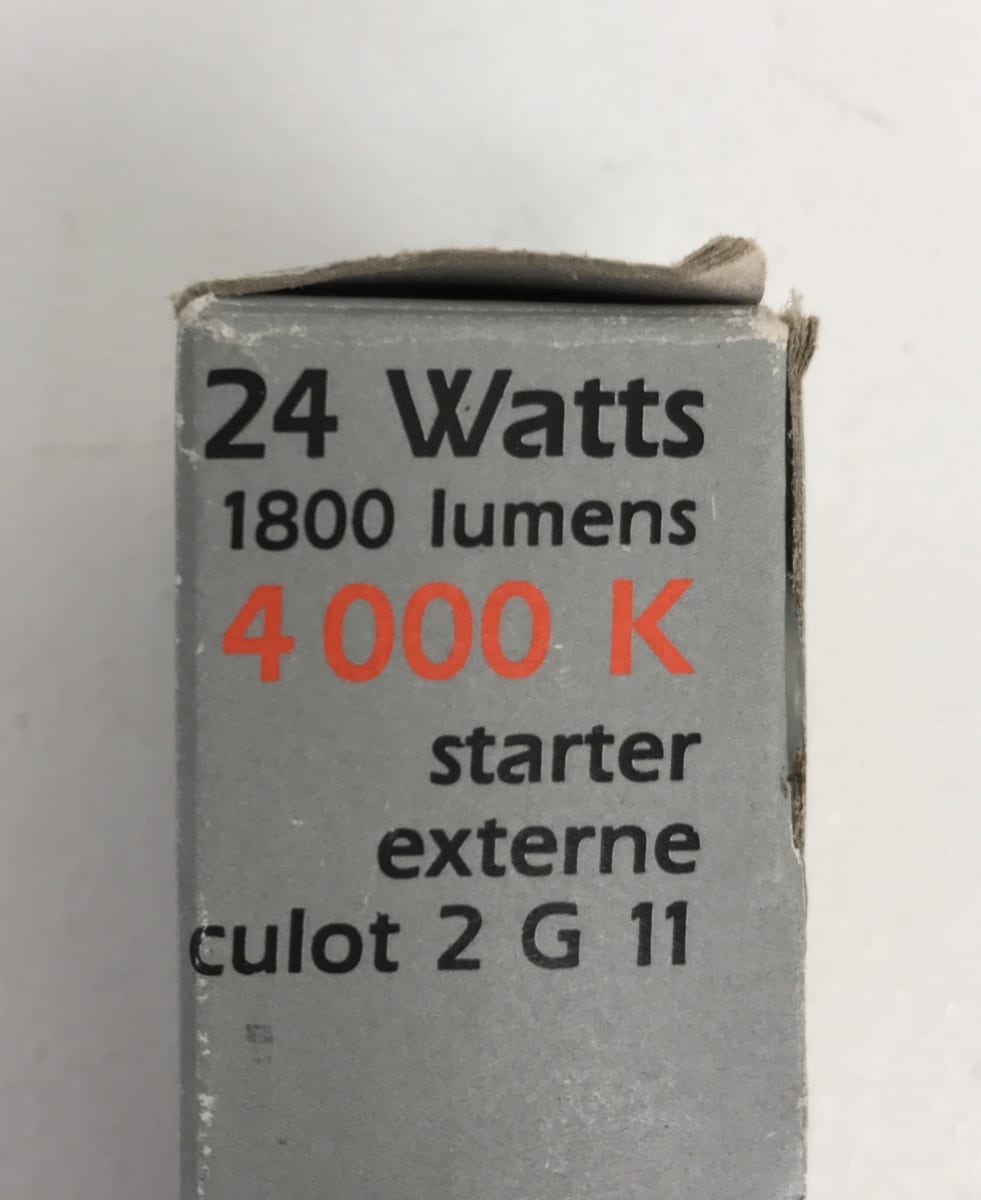 24 Watts
1800 lumens
4 000 K
starter
externe
culot 2 G 11